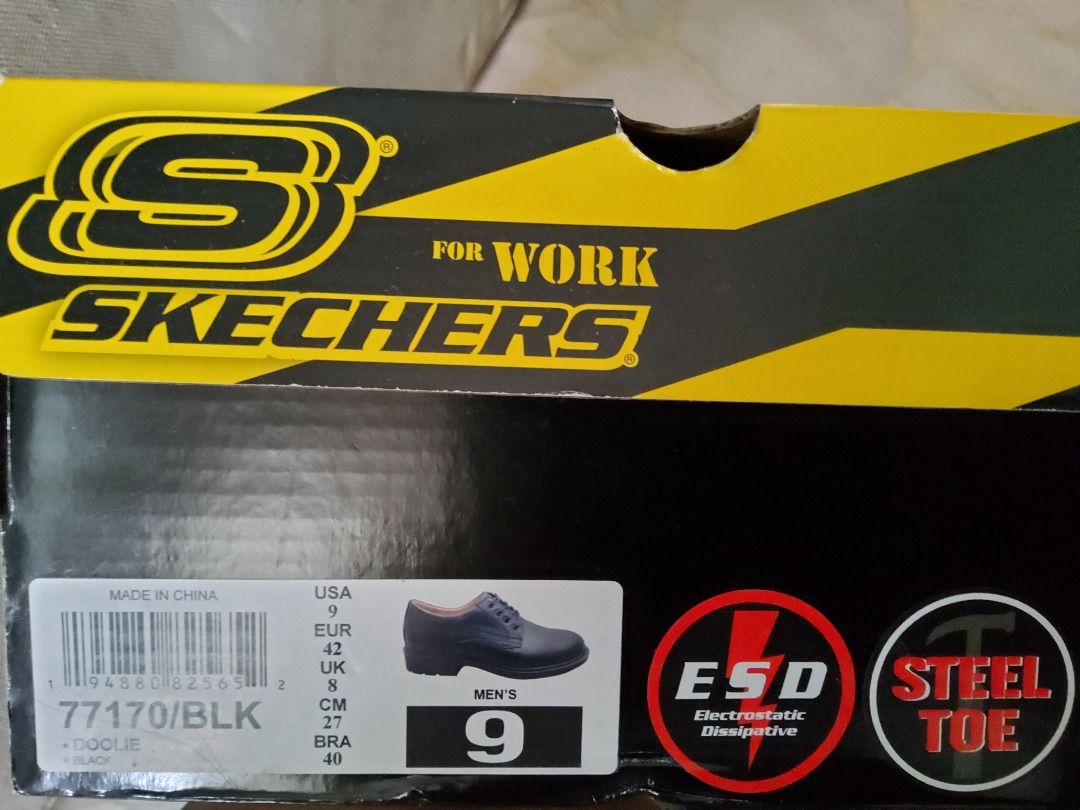 S®
FOR WORK
SKECHERS®
MADE IN CHINA
1 94880 82565 2
77170/BLK
• DOOLIE
• BLACK
USA
9
EUR
42
UK
8
CM
27
BRA
40
MEN'S
9
ESD
Electrostatic
Dissipative
STEEL
TOE